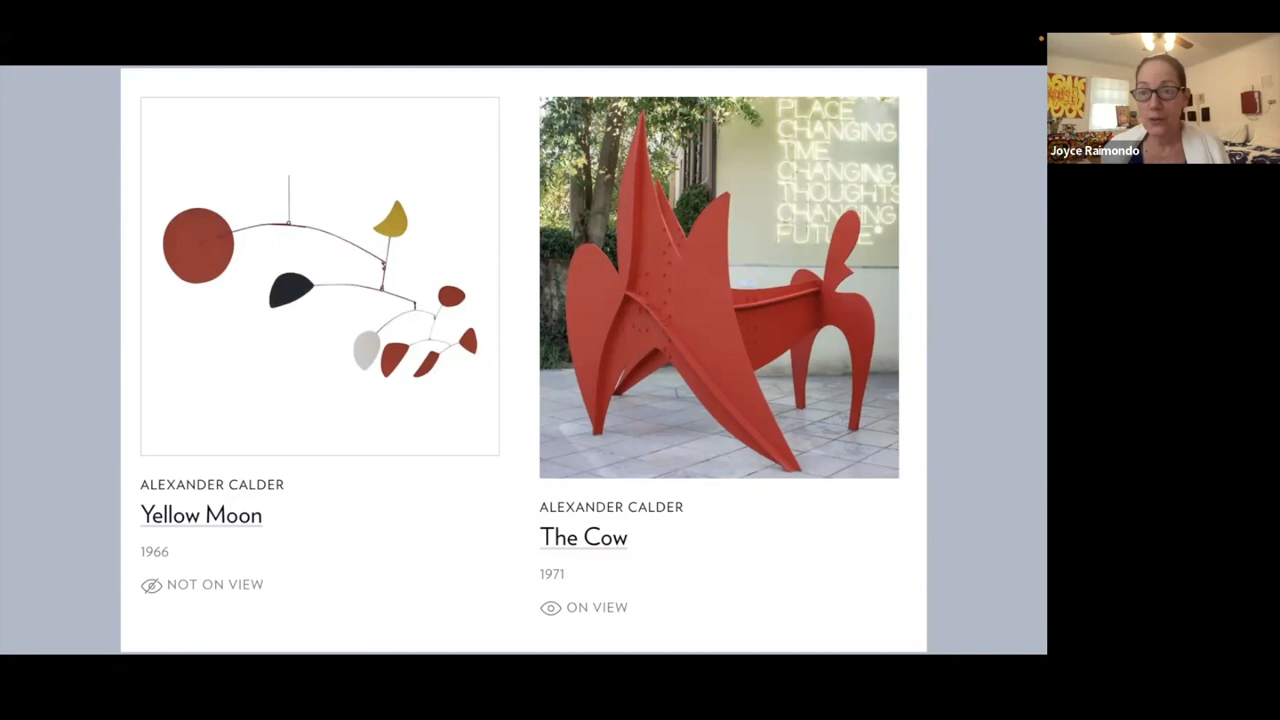 ALEXANDER CALDER
Yellow Moon
1966
NOT ON VIEW
PLACE
CHANGING
TIME
CHANGING
THOUGHTS
CHANGING
FUTURE
ALEXANDER CALDER
The Cow
1971
ON VIEW
Joyce Raimondo